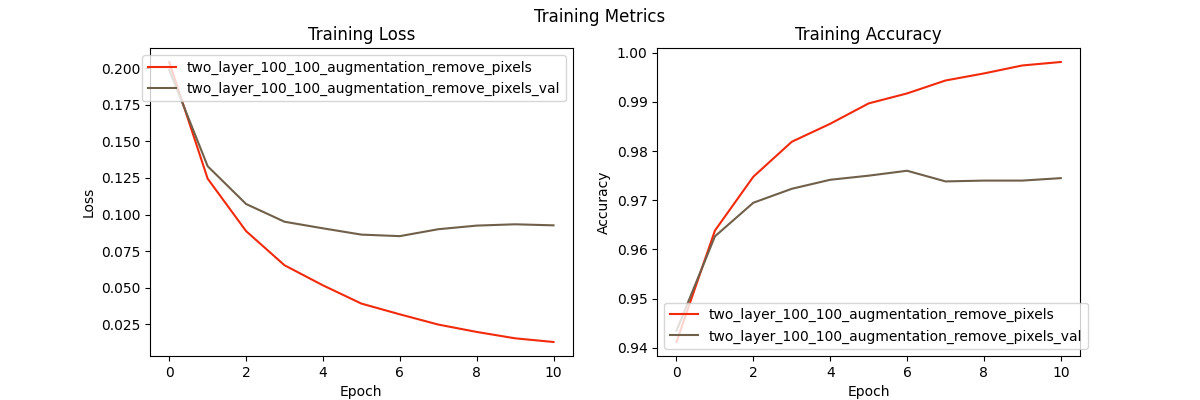 Training Metrics
Training Loss
0.200
0.175
0.150
0.125
0.100
0.075
0.050
0.025
Loss
two_layer_100_100_augmentation_remove_pixels
two_layer_100_100_augmentation_remove_pixels_val
0 2 4 6 8 10
Epoch
Training Accuracy
1.00
0.99
0.98
0.97
0.96
0.95
0.94
Accuracy
two_layer_100_100_augmentation_remove_pixels
two_layer_100_100_augmentation_remove_pixels_val
0 2 4 6 8 10
Epoch